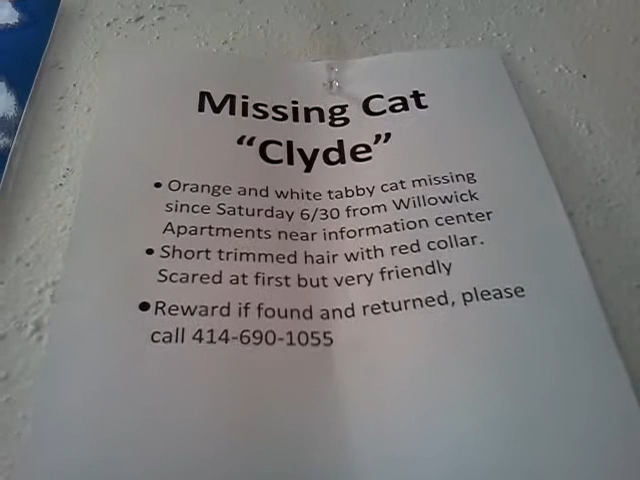 Missing Cat
“Clyde”
• Orange and white tabby cat missing
since Saturday 6/30 from Willowick
Apartments near information center
• Short trimmed hair with red collar.
Scared at first but very friendly
• Reward if found and returned, please
call 414-690-1055